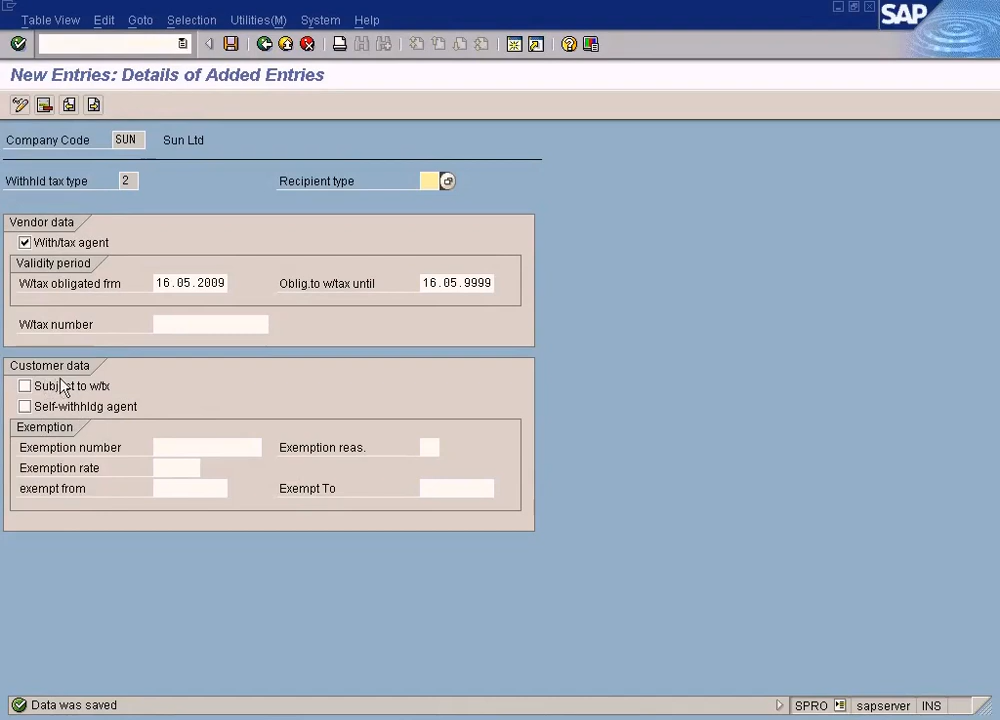 Table View Edit Goto Selection Utilities(M) System Help
SAP
New Entries: Details of Added Entries
Company Code SUN Sun Ltd
Withhld tax type 2 Recipient type
Vendor data
With/tax agent
Validity period
W/tax obligated frm 16.05.2009 Oblig.to w/tax until 16.05.9999
W/tax number
Customer data
Subject to w/tx
Self-withhldg agent
Exemption
Exemption number Exemption reas.
Exemption rate
exempt from Exempt To
Data was saved SPRO sapserver INS